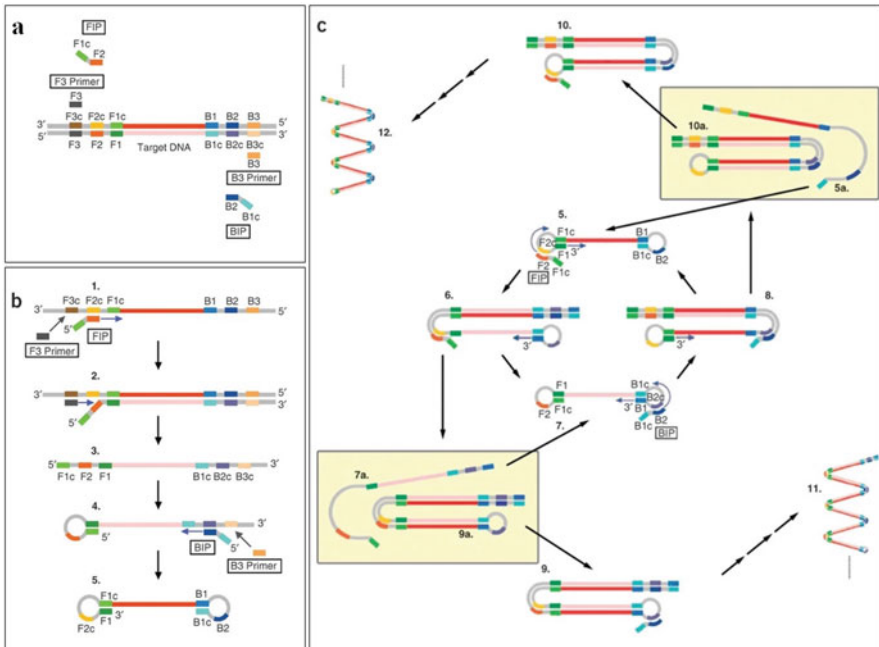 a
FIP
F1c
F2
F3 Primer
F3
F3c F2c F1c B1 B2 B3
3′ 5′
5′ 3′
F3 F2 F1 Target DNA B1c B2c B3c
B3
B3 Primer
B2
B1c
BIP
b
1.
F3c F2c F1c B1 B2 B3
3′ 5′
5′
FIP
F3 Primer
2.
3′ 5′
3′
5′
3.
5′ 3′
F1c F2 F1 B1c B2c B3c
4.
3′
5′
BIP 5′
B3 Primer
5.
F1c B1
3′
F2c F1 B1c B2
c
10.
12.
10a.
5a.
5.
F1c B1
F2c
F1 3′ B1c B2
F2 F1c
FIP
6.
3′
8.
3′
F1 B1c
B2c
F2 F1c 3′ B1
B1c B2
7. BIP
7a.
9a.
11.
9.